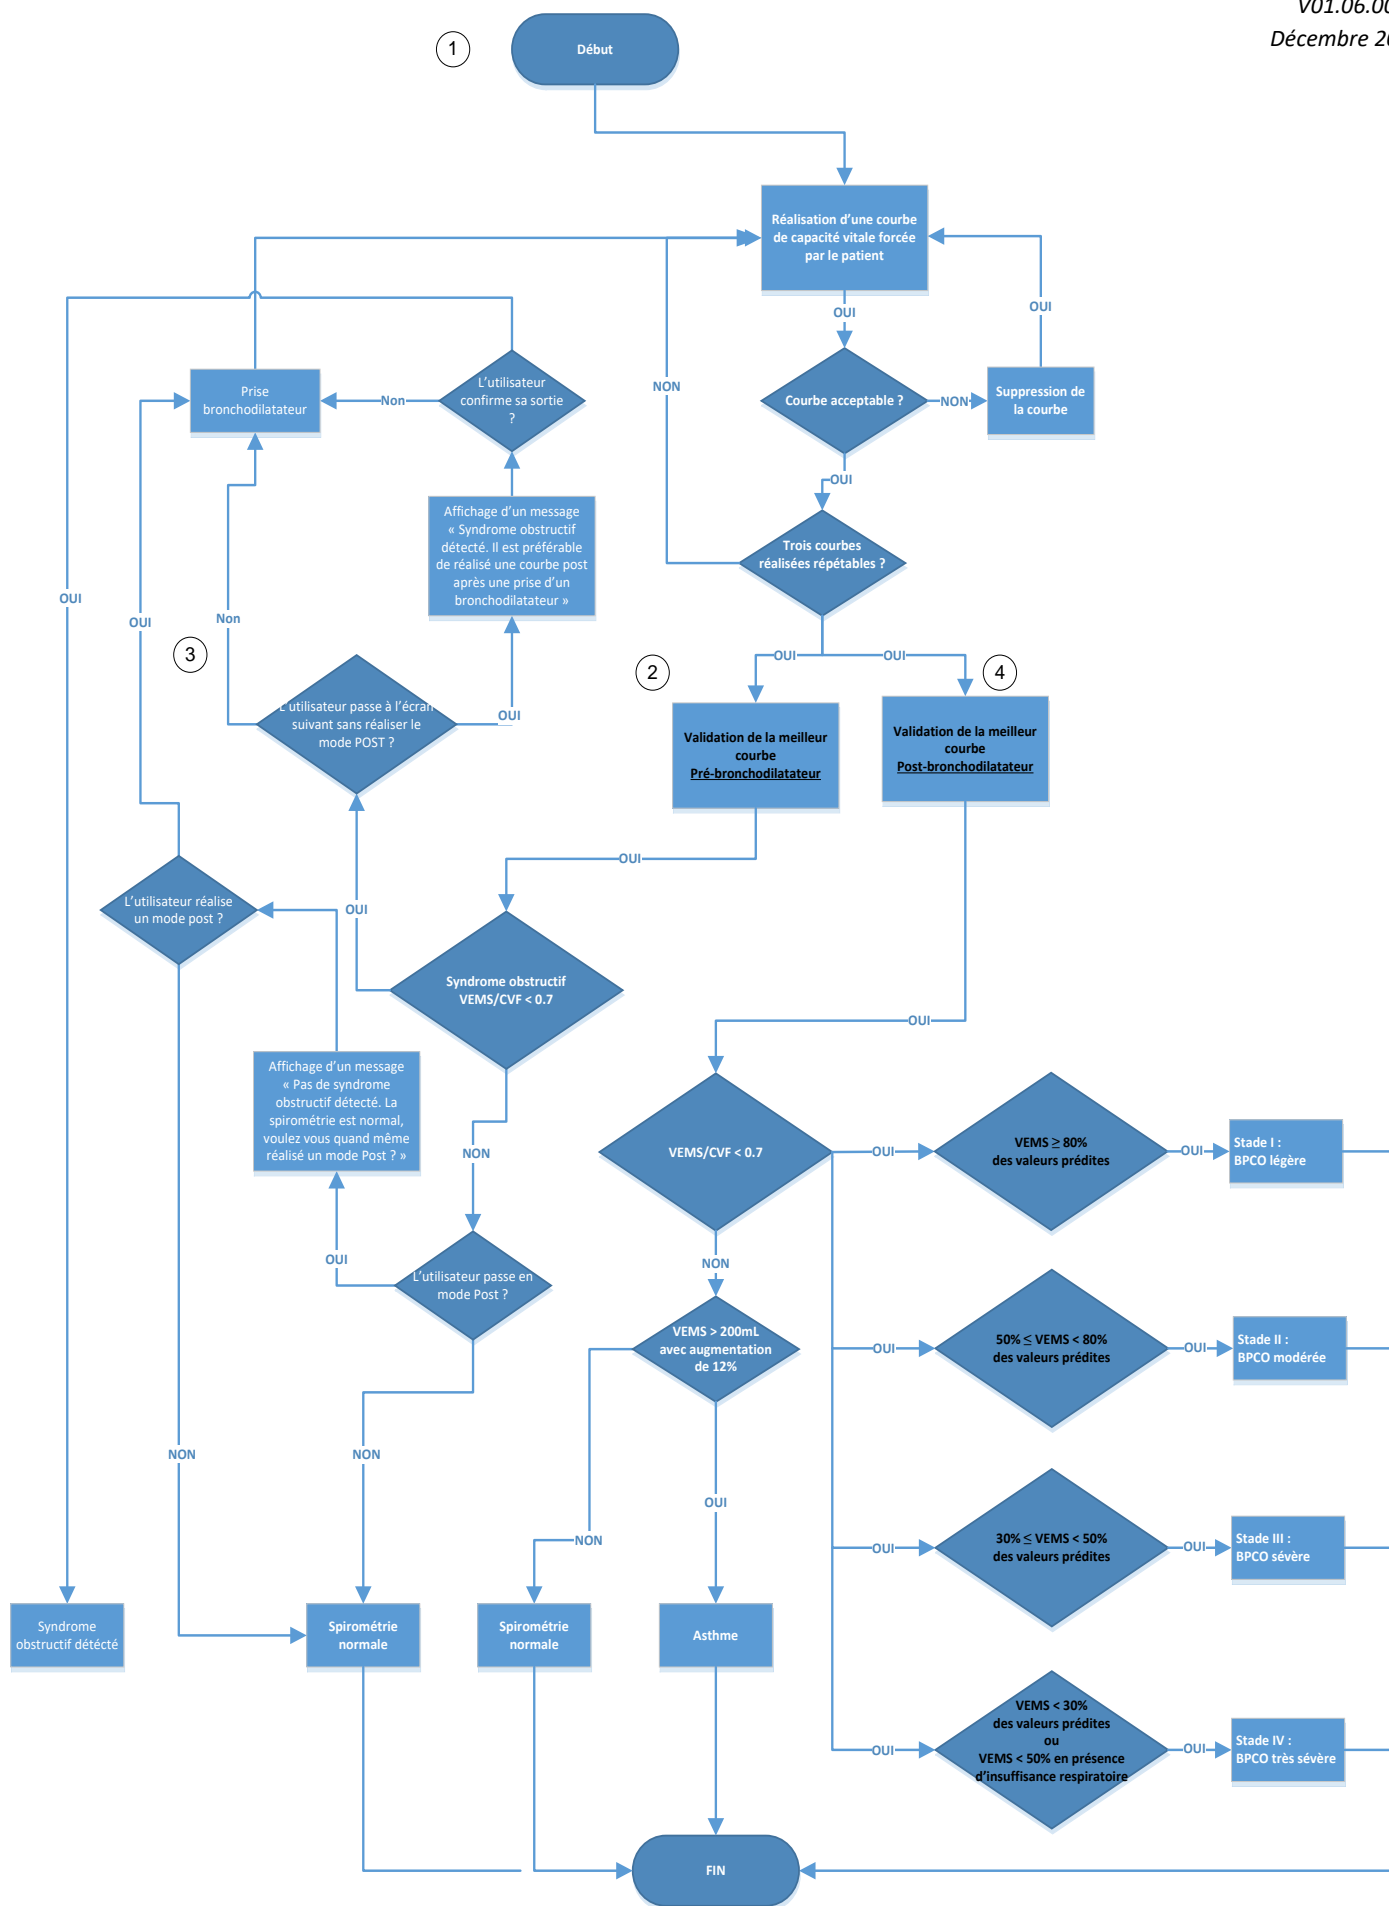 V01.06.00
Décembre 20
1
Début
Réalisation d'une courbe
de capacité vitale forcée
par le patient
OUI
OUI
Prise
bronchodilatateur
Non
L'utilisateur
confirme sa sortie
?
NON
Courbe acceptable ?
NON
Suppression de
la courbe
OUI
Affichage d'un message
« Syndrome obstructif
détecté. Il est préférable
de réalisé une courbe post
après une prise d'un
bronchodilatateur »
Trois courbes
réalisées répétables ?
OUI
OUI
Non
3
2
OUI
OUI
4
L'utilisateur passe à l'écran
suivant sans réaliser le
mode POST ?
OUI
Validation de la meilleur
courbe
Pré-bronchodilatateur
Validation de la meilleur
courbe
Post-bronchodilatateur
OUI
L'utilisateur réalise
un mode post ?
OUI
Syndrome obstructif
VEMS/CVF < 0.7
OUI
Affichage d'un message
« Pas de syndrome
obstructif détecté. La
spirométrie est normal,
voulez vous quand même
réalisé un mode Post ? »
NON
VEMS/CVF < 0.7
OUI
VEMS ≥ 80%
des valeurs prédites
OUI
Stade I :
BPCO légère
OUI
L'utilisateur passe en
mode Post ?
NON
VEMS > 200mL
avec augmentation
de 12%
OUI
50% ≤ VEMS < 80%
des valeurs prédites
OUI
Stade II :
BPCO modérée
NON
NON
OUI
NON
OUI
30% ≤ VEMS < 50%
des valeurs prédites
OUI
Stade III :
BPCO sévère
Syndrome
obstructif détécté
Spirométrie
normale
Spirométrie
normale
Asthme
OUI
VEMS < 30%
des valeurs prédites
ou
VEMS < 50% en présence
d'insuffisance respiratoire
OUI
Stade IV :
BPCO très sévère
FIN